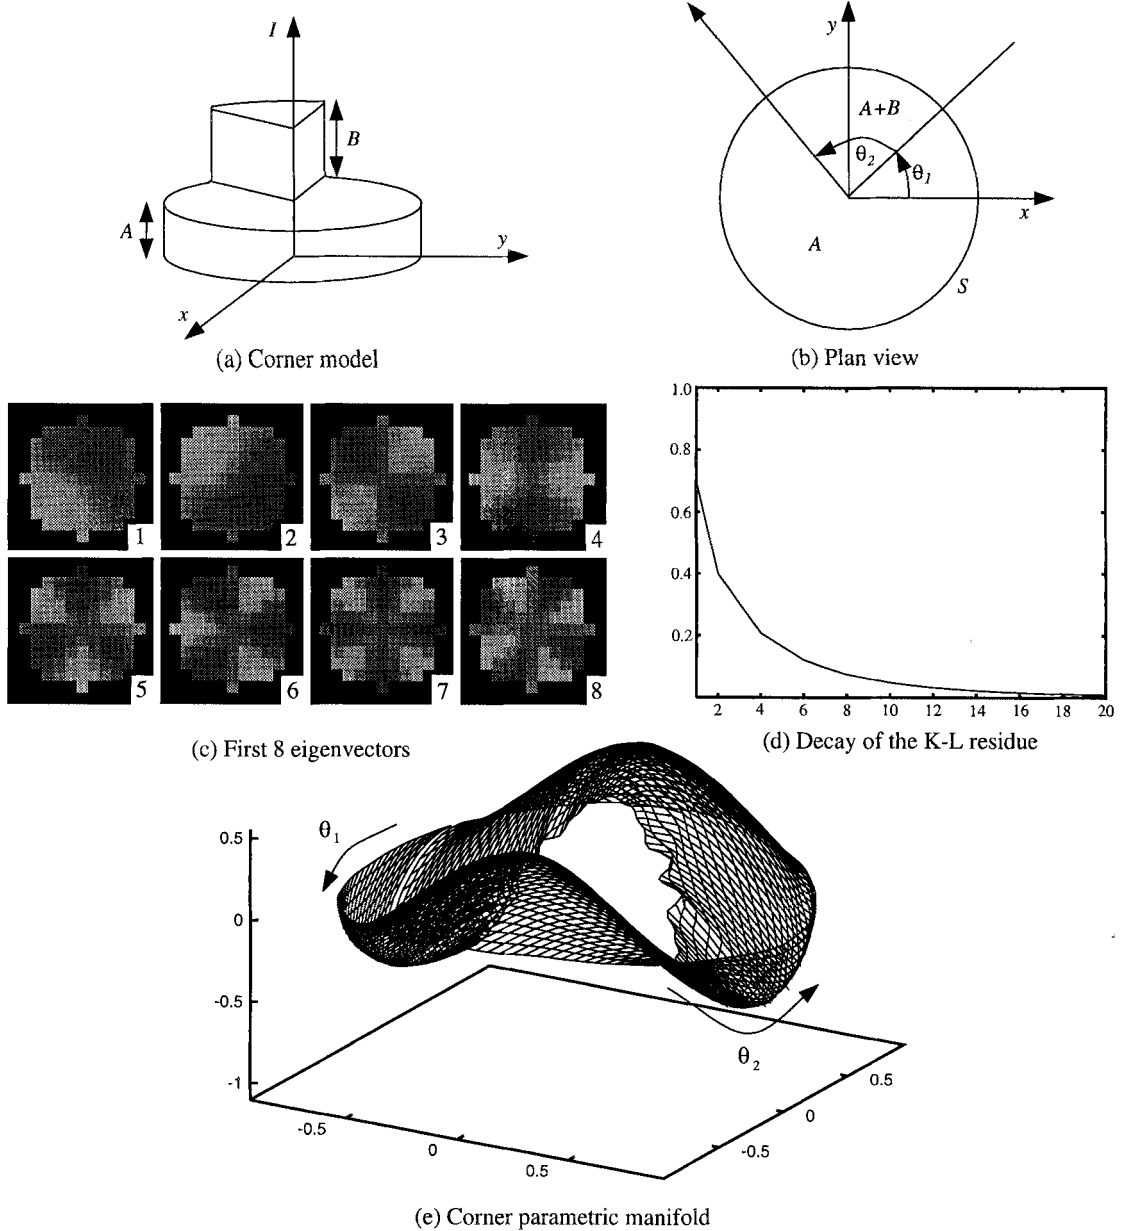 I
B
A
y
x
(a) Corner model
y
A+B
θ2
θ1
x
A
S
(b) Plan view
1
2
3
4
5
6
7
8
(c) First 8 eigenvectors
1.0
0.8
0.6
0.4
0.2
2 4 6 8 10 12 14 16 18 20
(d) Decay of the K-L residue
θ1
0.5
0
-0.5
-1
θ2
0.5
0
-0.5
-0.5
0
0.5
(e) Corner parametric manifold